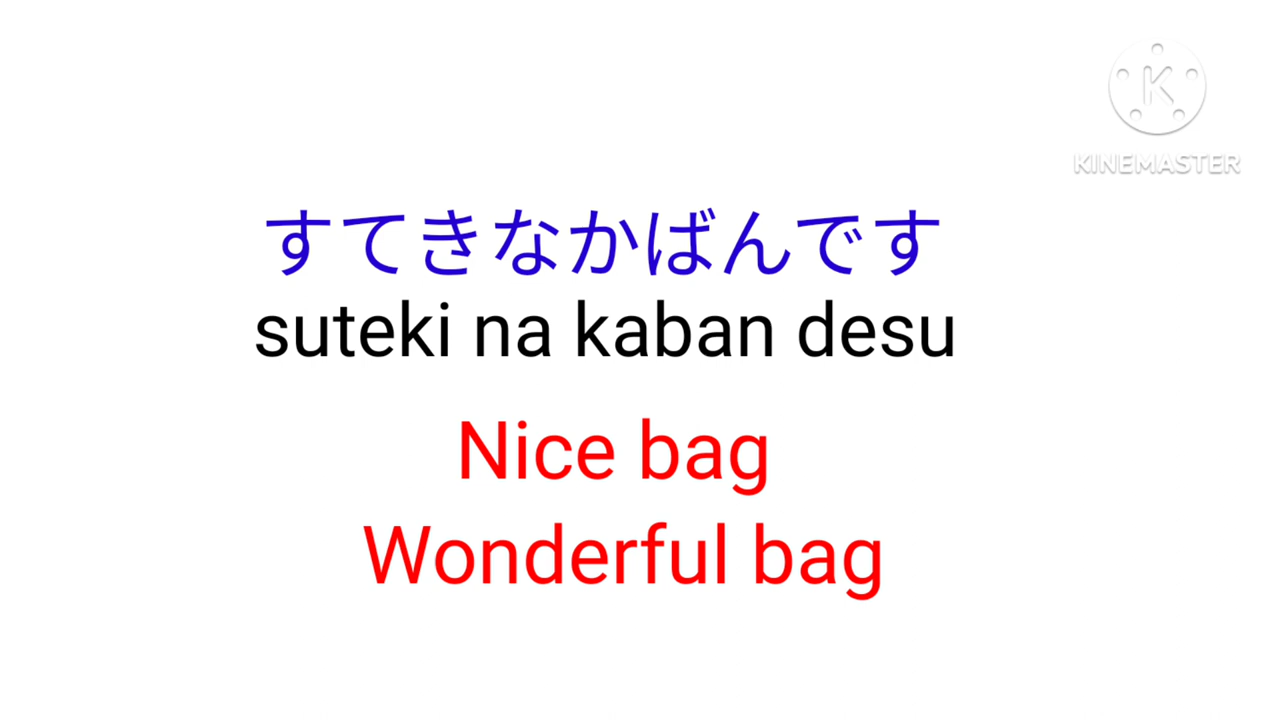 K
KINEMASTER
すてきなかばんです
suteki na kaban desu
Nice bag
Wonderful bag